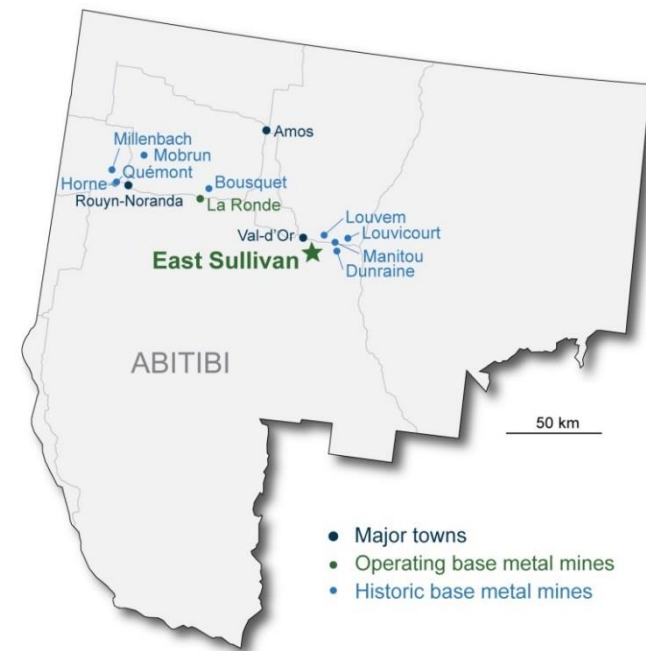 Amos
Millenbach
Mobrun
Quémont
Horne
Bousquet
Rouyn-Noranda
La Ronde
Louvem
Val-d'Or
Louvicourt
East Sullivan
Manitou
Dunraine
ABITIBI
50 km
Major towns
Operating base metal mines
Historic base metal mines